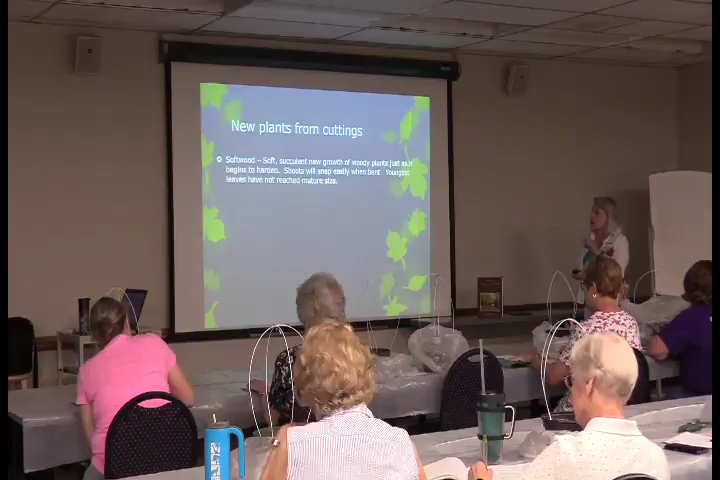 New plants from cuttings
Softwood – Soft, succulent new growth of woody plants just as it
begins to harden. Shoots will snap easily when bent. Youngest
leaves have not reached mature size.